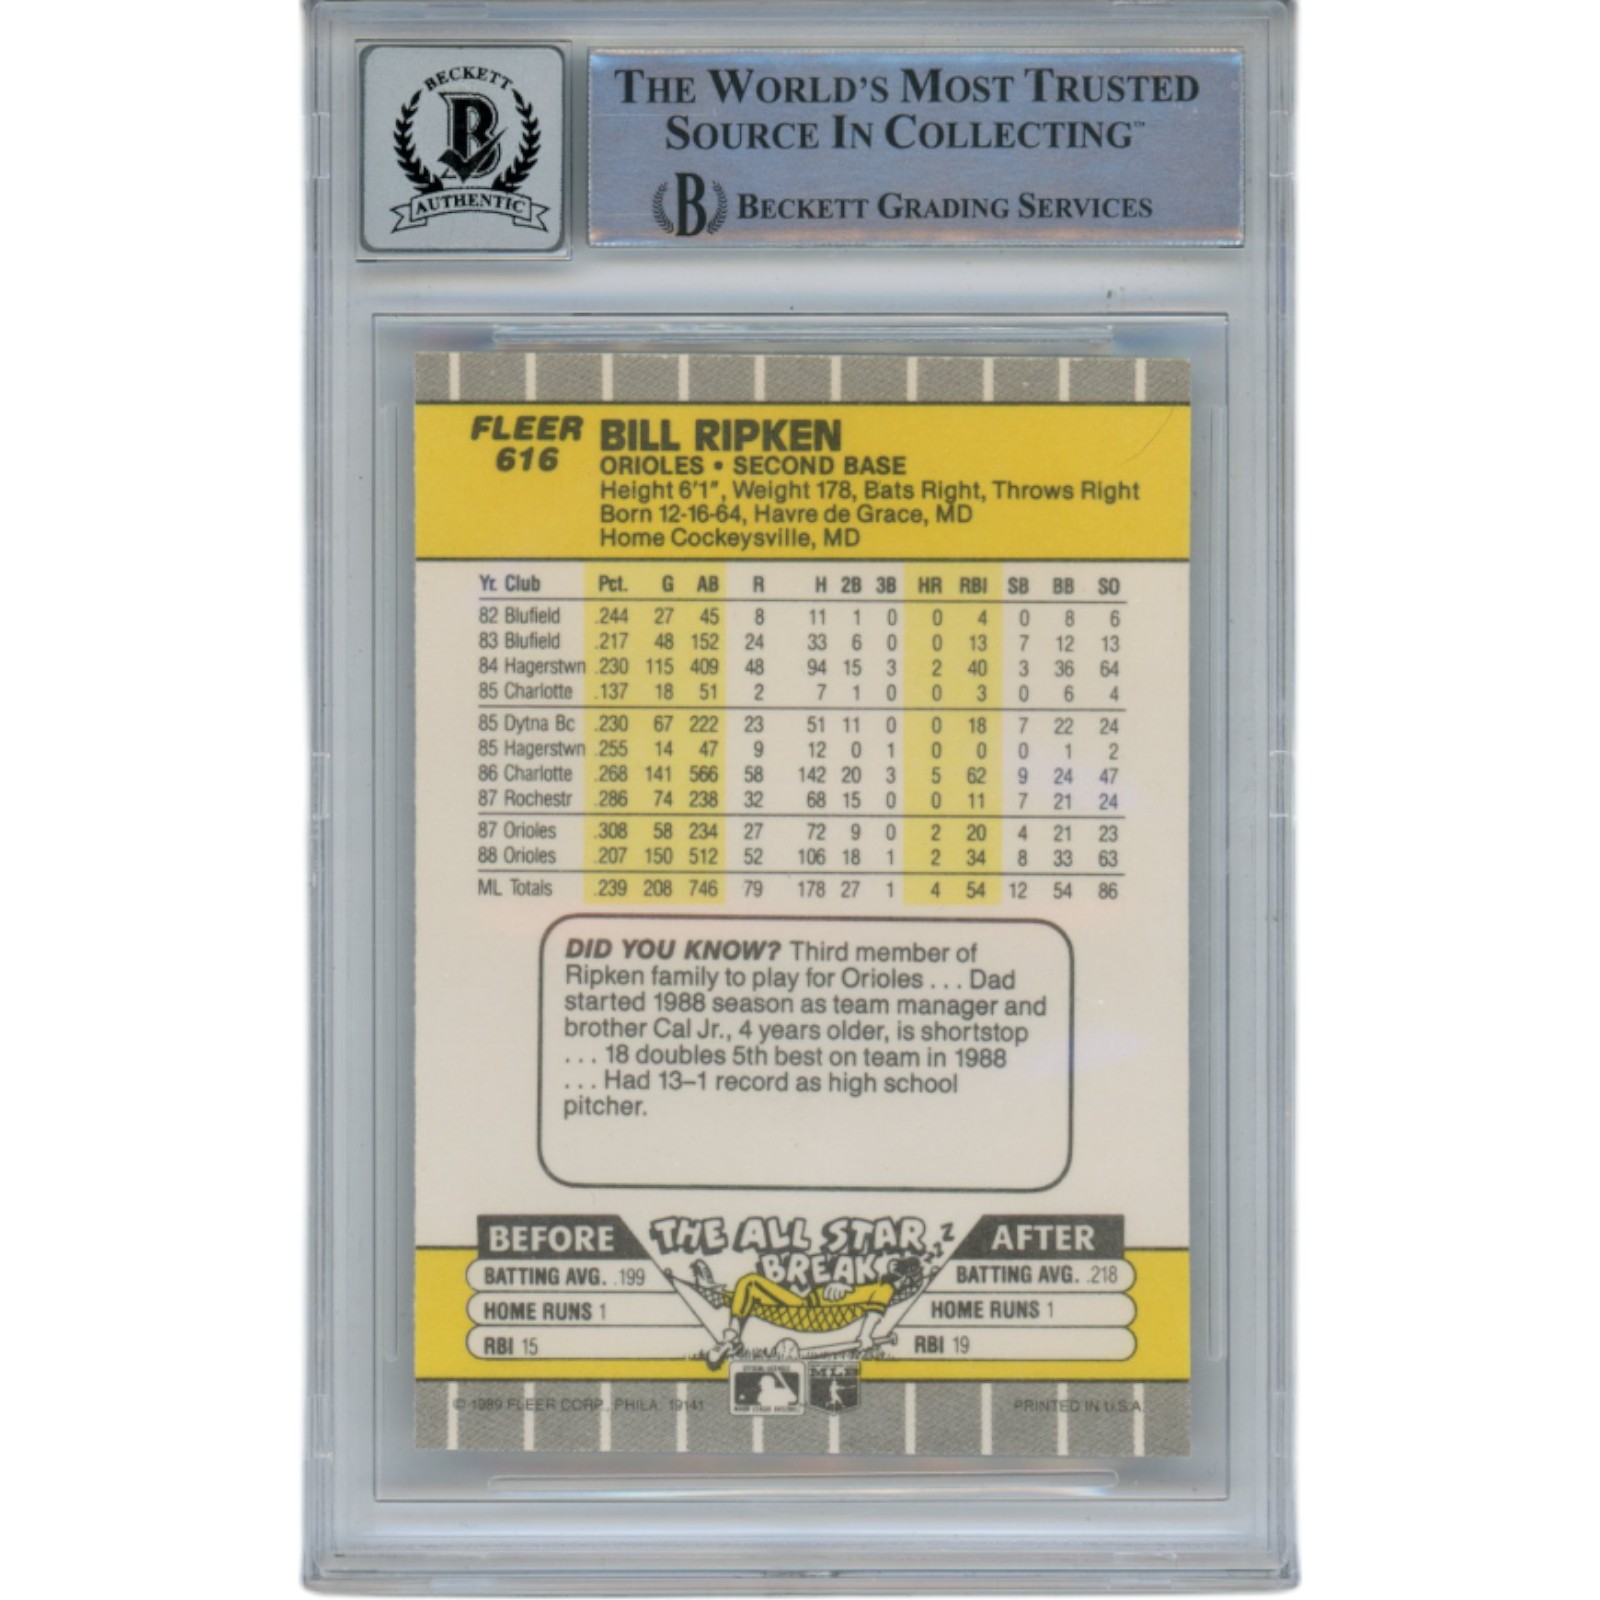 BECKETT
B
AUTHENTIC
THE WORLD'S MOST TRUSTED
SOURCE IN COLLECTING™
B BECKETT GRADING SERVICES
FLEER
616
BILL RIPKEN
ORIOLES • SECOND BASE
Height 6'1", Weight 178, Bats Right, Throws Right
Born 12-16-64, Havre de Grace, MD
Home Cockeysville, MD
Yr. Club Pct. G AB R H 2B 3B HR RBI SB BB SO
82 Blufield .244 27 45 8 11 1 0 0 4 0 8 6
83 Blufield .217 48 152 24 33 6 0 0 13 7 12 13
84 Hagerstwn .230 115 409 48 94 15 3 2 40 3 36 64
85 Charlotte .137 18 51 2 7 1 0 0 3 0 6 4
85 Dytna Bc .230 67 222 23 51 11 0 0 18 7 22 24
85 Hagerstwn .255 14 47 9 12 0 1 0 0 0 1 2
86 Charlotte .268 141 566 58 142 20 3 5 62 9 24 47
87 Rochestr .286 74 238 32 68 15 0 0 11 7 21 24
87 Orioles .308 58 234 27 72 9 0 2 20 4 21 23
88 Orioles .207 150 512 52 106 18 1 2 34 8 33 63
ML Totals .239 208 746 79 178 27 1 4 54 12 54 86
DID YOU KNOW? Third member of
Ripken family to play for Orioles . . . Dad
started 1988 season as team manager and
brother Cal Jr., 4 years older, is shortstop
. . . 18 doubles 5th best on team in 1988
. . . Had 13–1 record as high school
pitcher.
BEFORE
BATTING AVG. .199
HOME RUNS 1
RBI 15
THE ALL STAR
BREAK
AFTER
BATTING AVG. .218
HOME RUNS 1
RBI 19
© 1989 FLEER CORP., PHILA. 19141
MLB
PRINTED IN U.S.A.